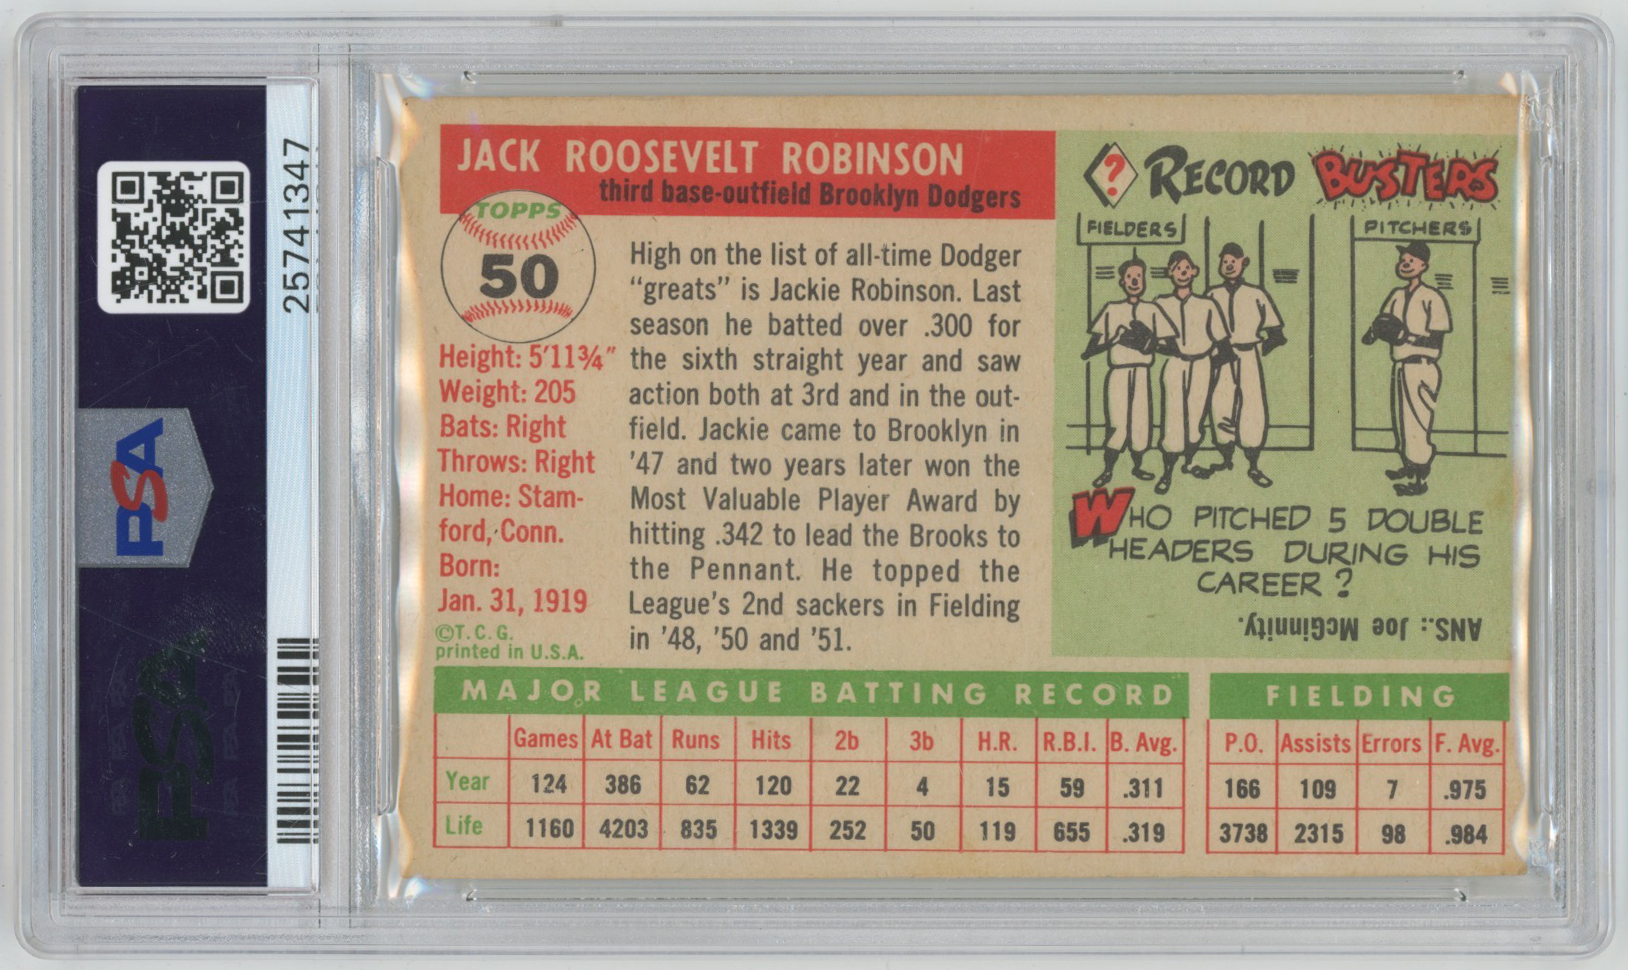 25741347
PSA
PSA
JACK ROOSEVELT ROBINSON
third base-outfield Brooklyn Dodgers
TOPPS
50
Height: 5'11¾"
Weight: 205
Bats: Right
Throws: Right
Home: Stam-
ford, Conn.
Born:
Jan. 31, 1919
©T.C.G.
printed in U.S.A.
High on the list of all-time Dodger
“greats” is Jackie Robinson. Last
season he batted over .300 for
the sixth straight year and saw
action both at 3rd and in the out-
field. Jackie came to Brooklyn in
'47 and two years later won the
Most Valuable Player Award by
hitting .342 to lead the Brooks to
the Pennant. He topped the
League's 2nd sackers in Fielding
in '48, '50 and '51.
? RECORD BUSTERS
FIELDERS PITCHERS
WHO PITCHED 5 DOUBLE
HEADERS DURING HIS
CAREER?
ANS.: Joe McGinnity.
MAJOR LEAGUE BATTING RECORD FIELDING
Games At Bat Runs Hits 2b 3b H.R. R.B.I. B. Avg. P.O. Assists Errors F. Avg.
Year 124 386 62 120 22 4 15 59 .311 166 109 7 .975
Life 1160 4203 835 1339 252 50 119 655 .319 3738 2315 98 .984